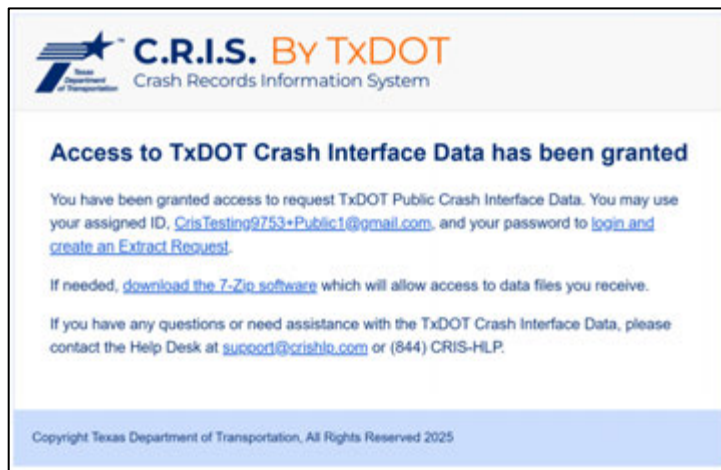 C.R.I.S. By TxDOT
Texas
Department
of Transportation
Crash Records Information System
Access to TxDOT Crash Interface Data has been granted
You have been granted access to request TxDOT Public Crash Interface Data. You may use
your assigned ID, CrisTesting9753+Public1@gmail.com, and your password to login and
create an Extract Request.
If needed, download the 7-Zip software which will allow access to data files you receive.
If you have any questions or need assistance with the TxDOT Crash Interface Data, please
contact the Help Desk at support@crishlp.com or (844) CRIS-HLP.
Copyright Texas Department of Transportation, All Rights Reserved 2025